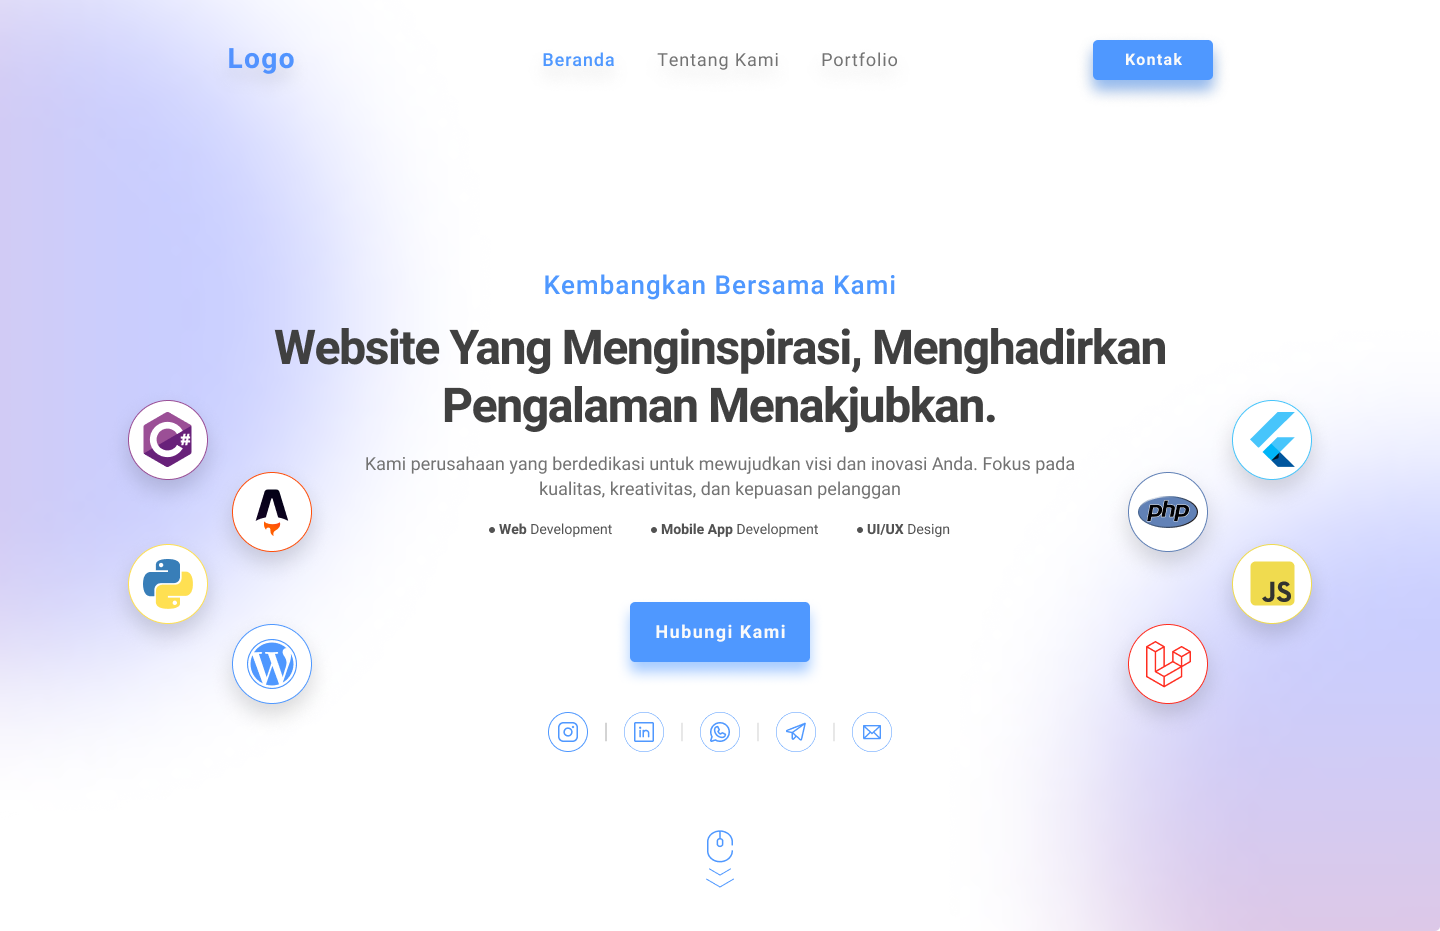 Logo
Beranda Tentang Kami Portfolio
Kontak
Kembangkan Bersama Kami
Website Yang Menginspirasi, Menghadirkan
Pengalaman Menakjubkan.
Kami perusahaan yang berdedikasi untuk mewujudkan visi dan inovasi Anda. Fokus pada
kualitas, kreativitas, dan kepuasan pelanggan
• Web Development • Mobile App Development • UI/UX Design
C#
php
JS
W
in
Hubungi Kami